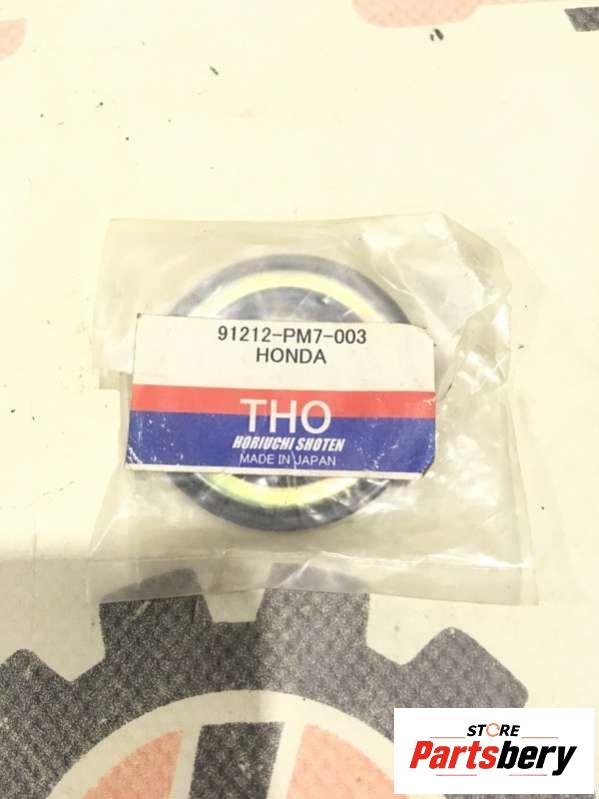 91212-PM7-003
HONDA
THO
HORIUCHI SHOTEN
MADE IN JAPAN
STORE
Partsbery